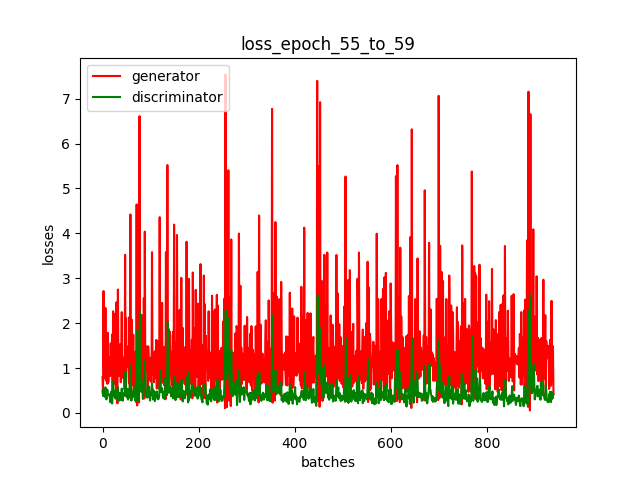 loss_epoch_55_to_59
generator
discriminator
losses
7
6
5
4
3
2
1
0
0 200 400 600 800
batches